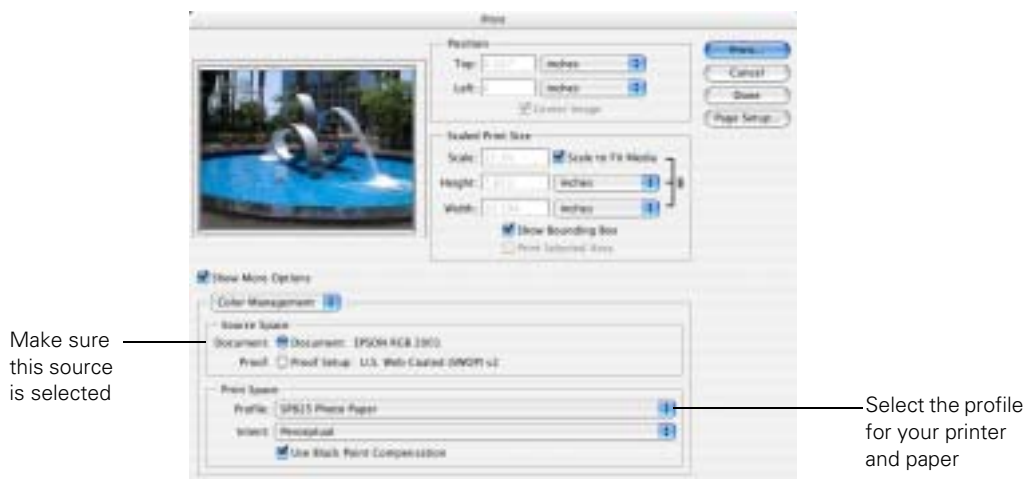 Print
Position
Top:
inches
Left:
inches
Center Image
Print...
Cancel
Done
Page Setup...
Scaled Print Size
Scale:
Scale to Fit Media
Height:
inches
Width:
inches
Show Bounding Box
Print Selected Area
Show More Options
Color Management
Source Space
Document: Document: EPSON RGB 2001
Proof: Proof Setup: U.S. Web Coated (SWOP) v2
Print Space
Profile: SP825 Photo Paper
Intent: Perceptual
Use Black Point Compensation
Make sure
this source
is selected
Select the profile
for your printer
and paper